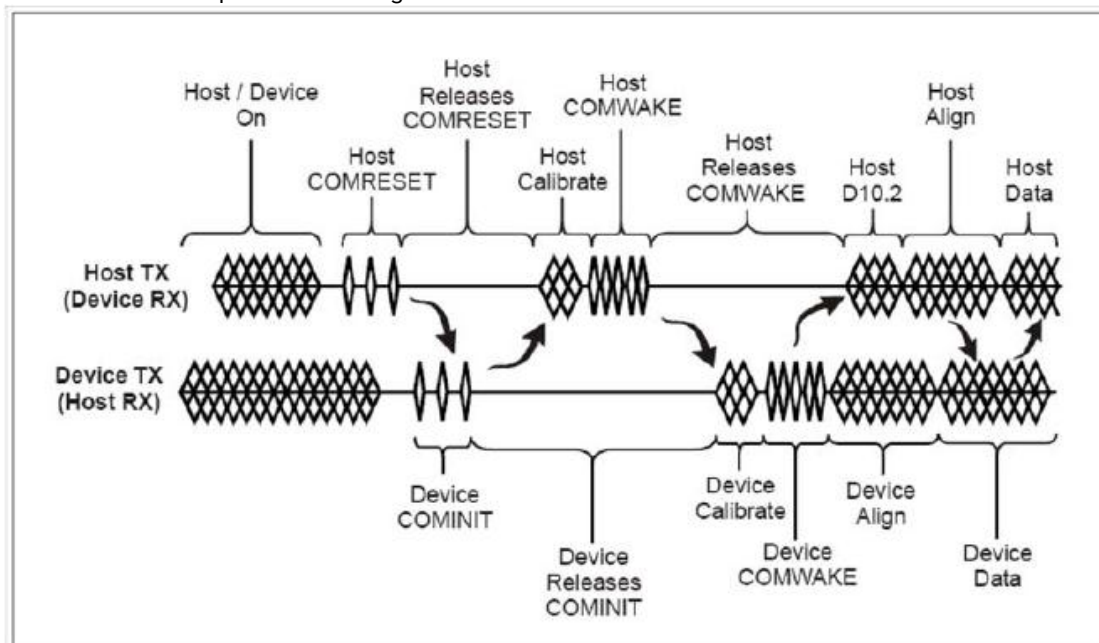 Host / Device
On
Host
COMRESET
Host
Releases
COMRESET
Host
Calibrate
Host
COMWAKE
Host
Releases
COMWAKE
Host
D10.2
Host
Align
Host
Data
Host TX
(Device RX)
Device TX
(Host RX)
Device
COMINIT
Device
Releases
COMINIT
Device
Calibrate
Device
COMWAKE
Device
Align
Device
Data